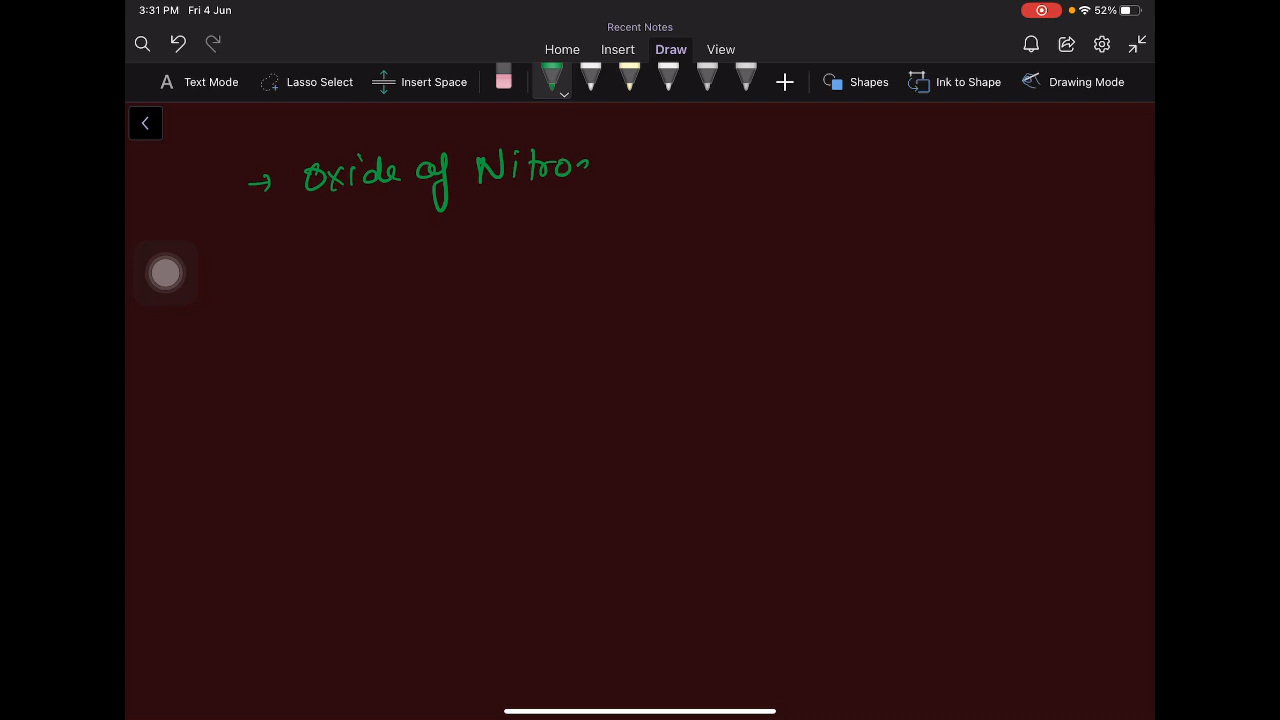 3:31 PM Fri 4 Jun 52%
Recent Notes
Home Insert Draw View
A Text Mode Lasso Select Insert Space Shapes Ink to Shape Drawing Mode
→ Oxide of Nitro